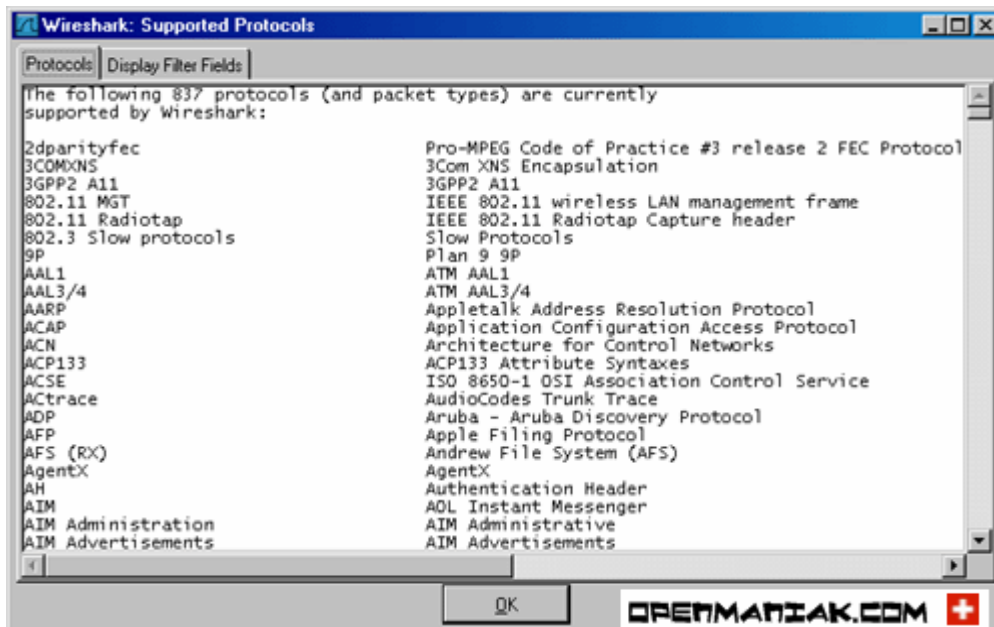 Wireshark: Supported Protocols
Protocols Display Filter Fields
The following 837 protocols (and packet types) are currently
supported by Wireshark:
2dparityfec Pro-MPEG Code of Practice #3 release 2 FEC Protocol
3COMXNS 3Com XNS Encapsulation
3GPP2 A11 3GPP2 A11
802.11 MGT IEEE 802.11 wireless LAN management frame
802.11 Radiotap IEEE 802.11 Radiotap Capture header
802.3 Slow protocols Slow Protocols
9P Plan 9 9P
AAL1 ATM AAL1
AAL3/4 ATM AAL3/4
AARP Appletalk Address Resolution Protocol
ACAP Application Configuration Access Protocol
ACN Architecture for Control Networks
ACP133 ACP133 Attribute Syntaxes
ACSE ISO 8650-1 OSI Association Control Service
ACtrace AudioCodes Trunk Trace
ADP Aruba - Aruba Discovery Protocol
AFP Apple Filing Protocol
AFS (RX) Andrew File System (AFS)
AgentX AgentX
AH Authentication Header
AIM AOL Instant Messenger
AIM Administration AIM Administrative
AIM Advertisements AIM Advertisements
OK
OPENMANIAK.COM